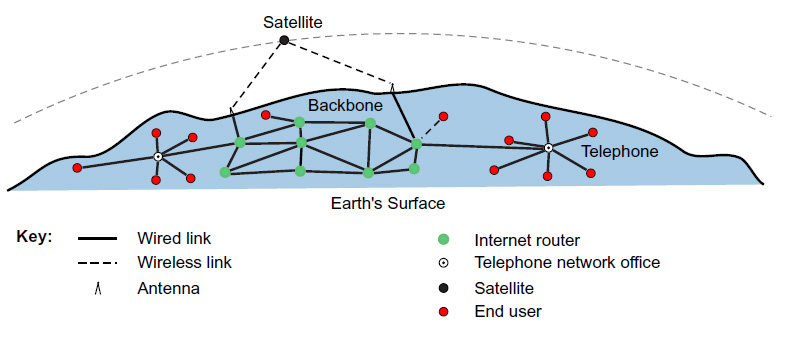 Satellite
Backbone
Telephone
Earth's Surface
Key:
Wired link
Wireless link
Antenna
Internet router
Telephone network office
Satellite
End user